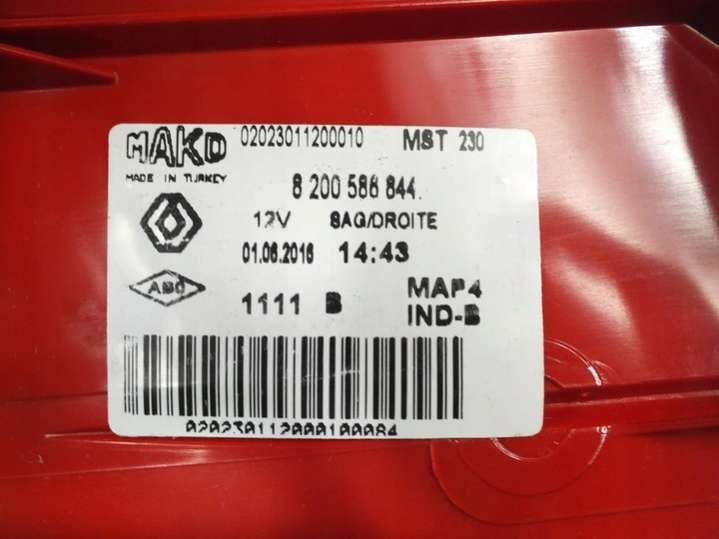 MAKO 02023011200010 MST 230
MADE IN TURKEY
8 200 586 844
12V SAG/DROITE
01.06.2016 14:43
1111 B MAP4
IND-B
020230112000100084